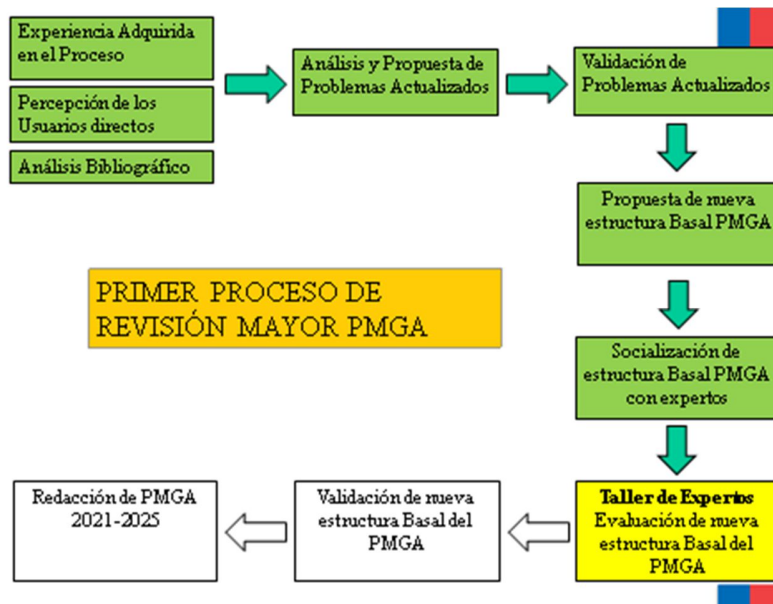 Experiencia Adquirida
en el Proceso
Percepción de los
Usuarios directos
Análisis Bibliográfico
Análisis y Propuesta de
Problemas Actualizados
Validación de
Problemas Actualizados
Propuesta de nueva
estructura Basal PMGA
Socialización de
estructura Basal PMGA
con expertos
Taller de Expertos
Evaluación de nueva
estructura Basal del
PMGA
Validación de nueva
estructura Basal del
PMGA
Redacción de PMGA
2021-2025
PRIMER PROCESO DE
REVISIÓN MAYOR PMGA